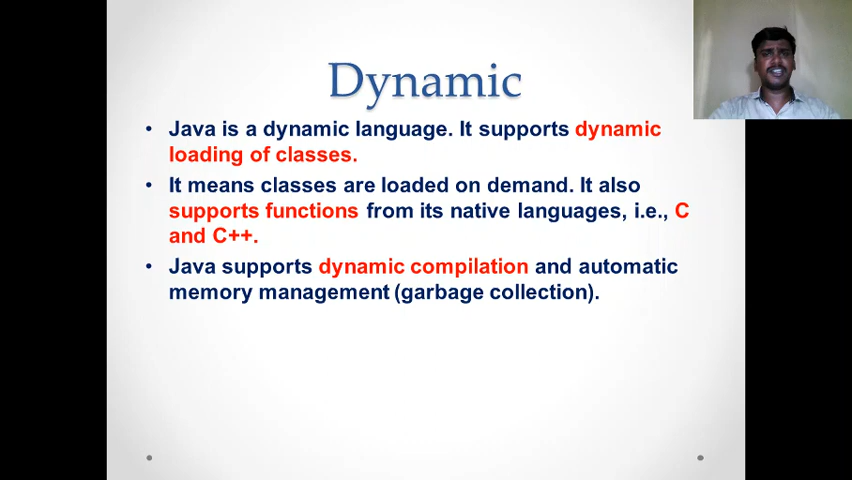 Dynamic
• Java is a dynamic language. It supports dynamic
loading of classes.
• It means classes are loaded on demand. It also
supports functions from its native languages, i.e., C
and C++.
• Java supports dynamic compilation and automatic
memory management (garbage collection).